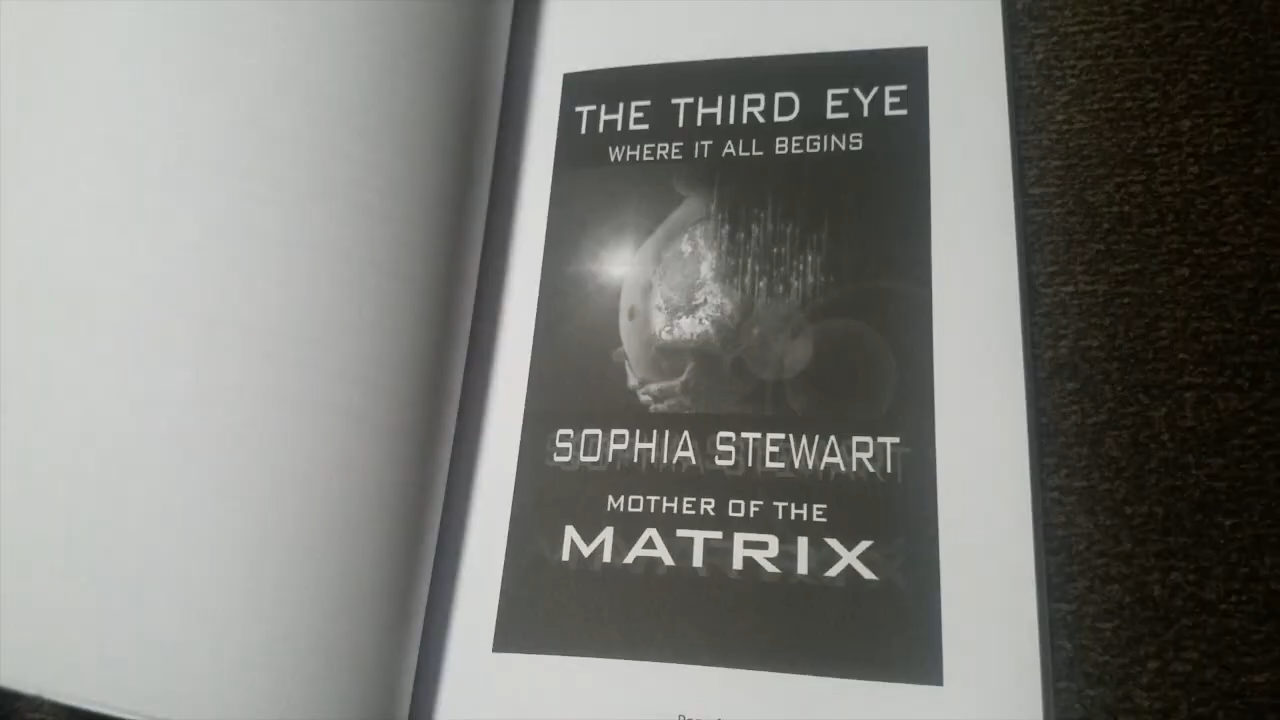 THE THIRD EYE
WHERE IT ALL BEGINS
SOPHIA STEWART
MOTHER OF THE
MATRIX